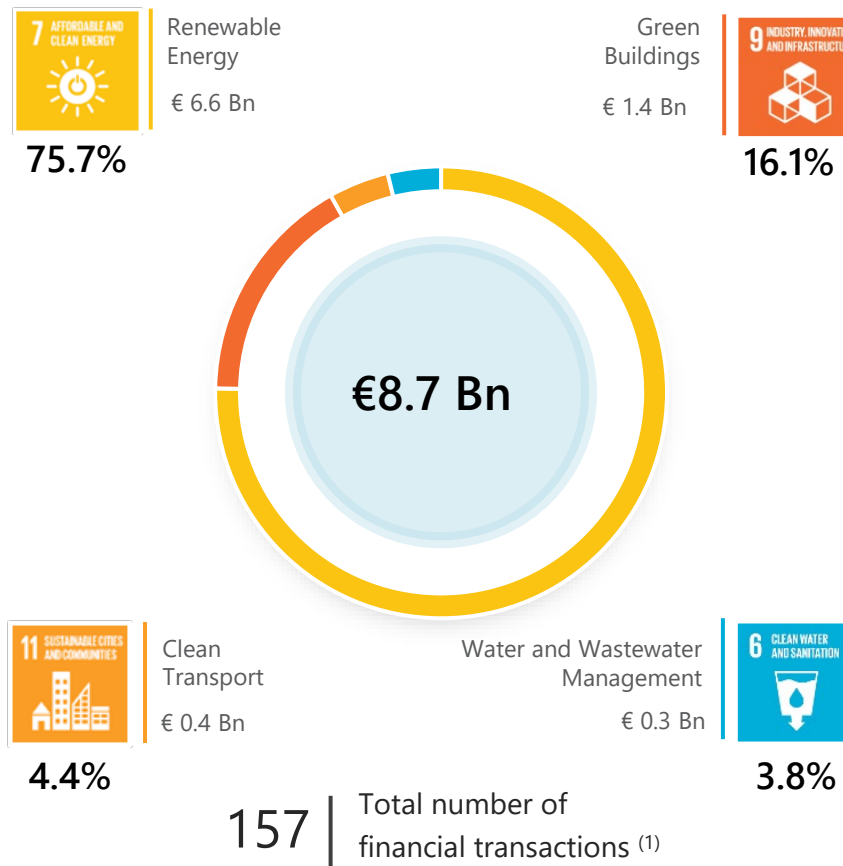 7 AFFORDABLE AND
CLEAN ENERGY
Renewable
Energy
€ 6.6 Bn
75.7%
Green
Buildings
€ 1.4 Bn
9 INDUSTRY, INNOVATI
AND INFRASTRUCTU
16.1%
€8.7 Bn
11 SUSTAINABLE CITIES
AND COMMUNITIES
Clean
Transport
€ 0.4 Bn
4.4%
Water and Wastewater
Management
€ 0.3 Bn
6 CLEAN WATER
AND SANITATION
3.8%
157
Total number of
financial transactions (1)